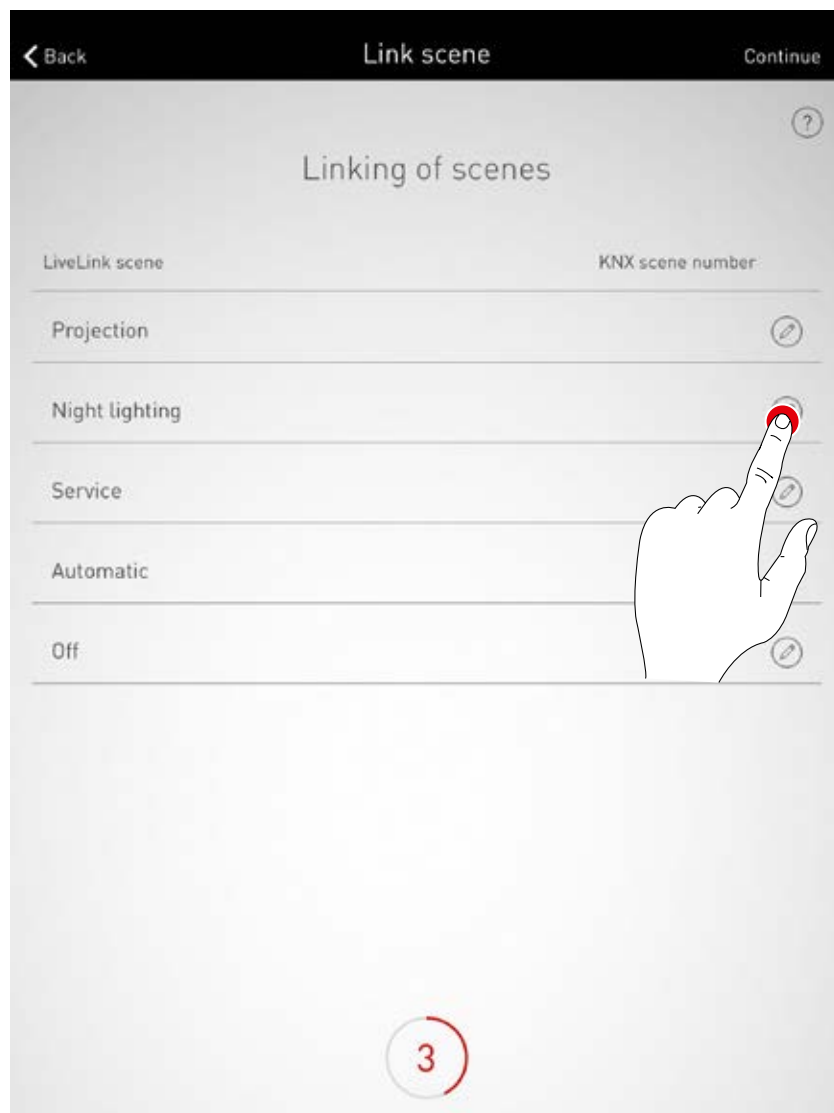 Back
Link scene
Continue
?
Linking of scenes
LiveLink scene
KNX scene number
Projection
Night lighting
Service
Automatic
Off
3